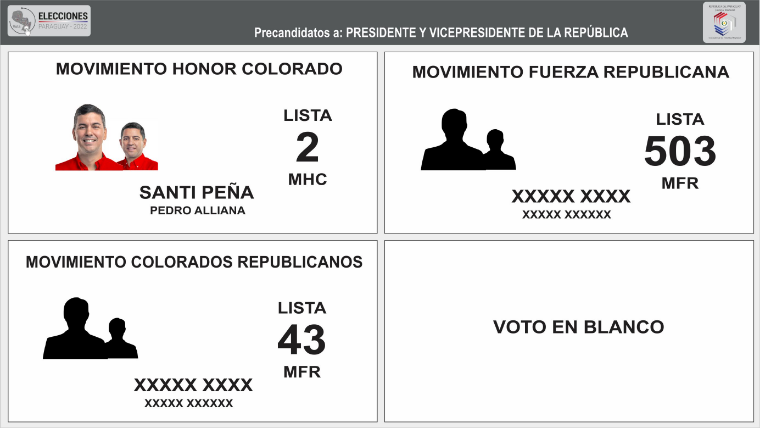 ELECCIONES
PARAGUAY - 2022
Precandidatos a: PRESIDENTE Y VICEPRESIDENTE DE LA REPÚBLICA
MOVIMIENTO HONOR COLORADO
LISTA
2
MHC
SANTI PEÑA
PEDRO ALLIANA
MOVIMIENTO FUERZA REPUBLICANA
LISTA
503
MFR
XXXXX XXXX
XXXXX XXXXXX
MOVIMIENTO COLORADOS REPUBLICANOS
LISTA
43
MFR
XXXXX XXXX
XXXXX XXXXXX
VOTO EN BLANCO